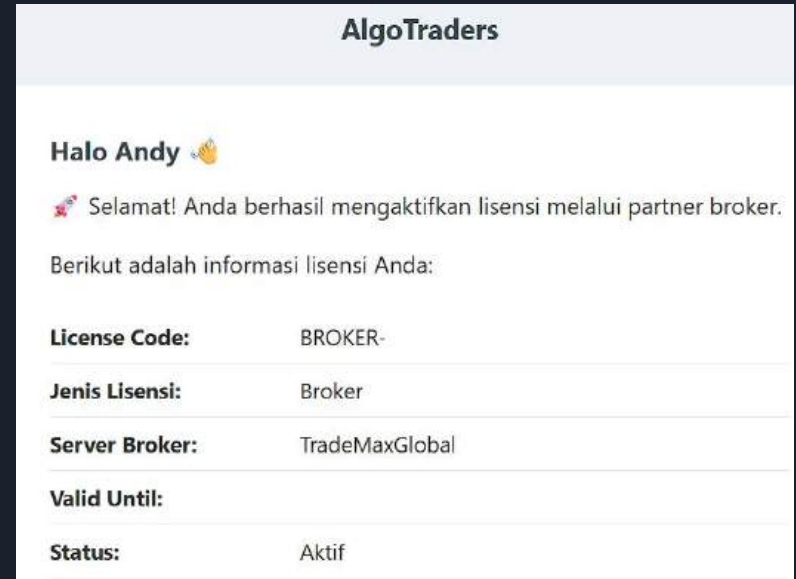 AlgoTraders
Halo Andy 👋
🚀 Selamat! Anda berhasil mengaktifkan lisensi melalui partner broker.
Berikut adalah informasi lisensi Anda:
License Code: BROKER-
Jenis Lisensi: Broker
Server Broker: TradeMaxGlobal
Valid Until:
Status: Aktif